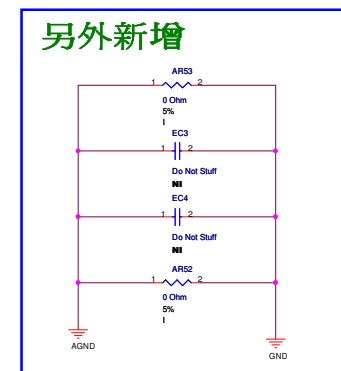 另外新增
AR53
1 2
0 Ohm
5%
I
EC3
1 2
Do Not Stuff
NI
EC4
1 2
Do Not Stuff
NI
AR52
1 2
0 Ohm
5%
I
AGND
GND